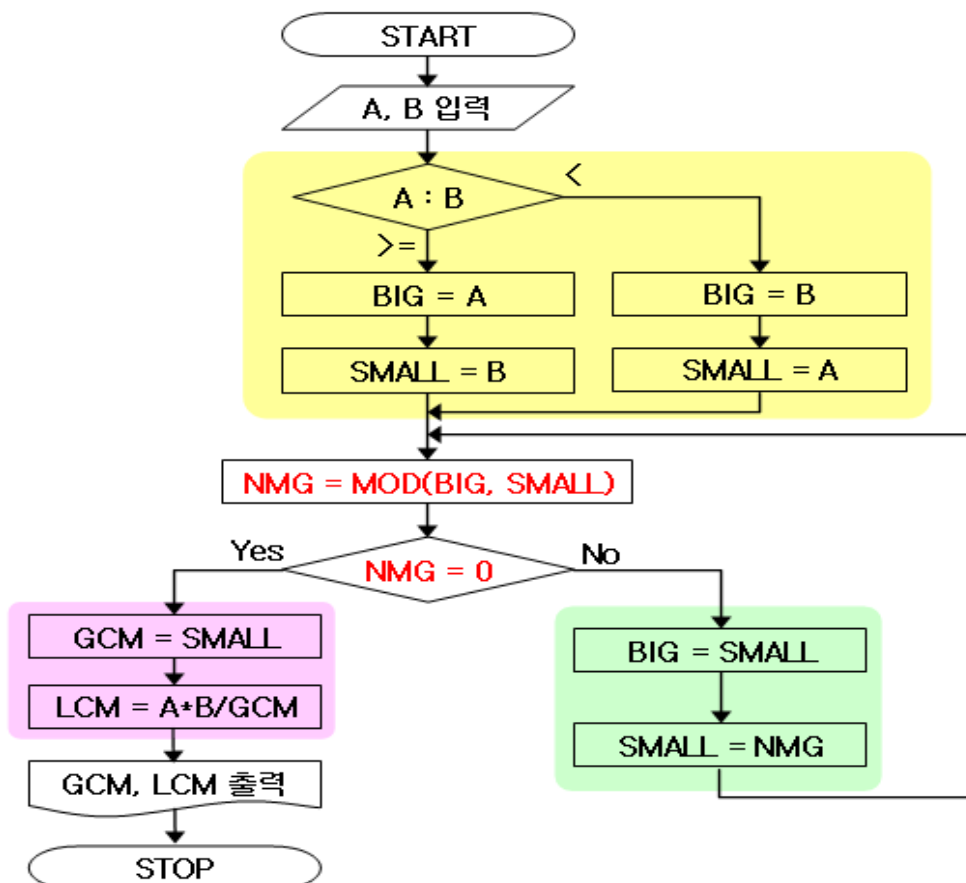 START
A, B 입력
A : B
<
>=
BIG = A
BIG = B
SMALL = B
SMALL = A
NMG = MOD(BIG, SMALL)
Yes
NMG = 0
No
GCM = SMALL
BIG = SMALL
LCM = A*B/GCM
SMALL = NMG
GCM, LCM 출력
STOP